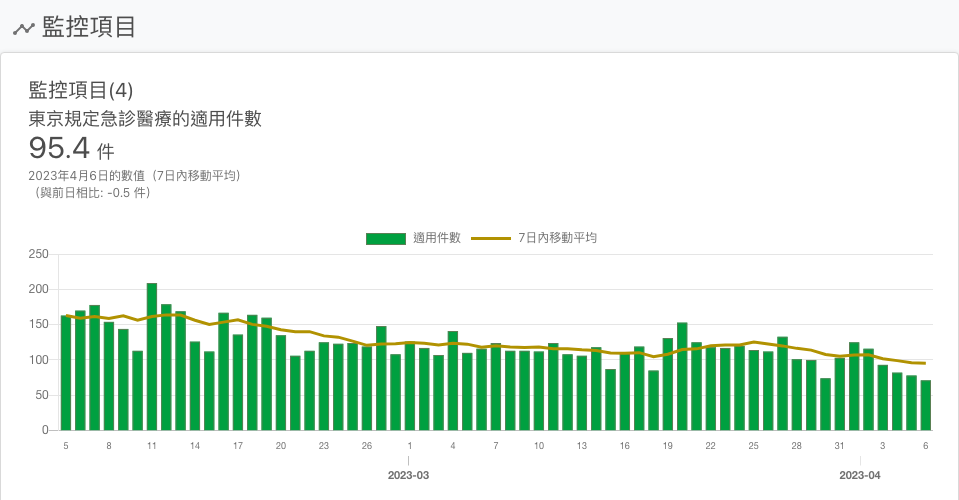 監控項目
監控項目(4)
東京規定急診醫療的適用件數
95.4 件
2023年4月6日的數值（7日內移動平均）
（與前日相比: -0.5 件）
適用件數 7日內移動平均
250
200
150
100
50
0
5 8 11 14 17 20 23 26 1 4 7 10 13 16 19 22 25 28 31 3 6
2023-03 2023-04